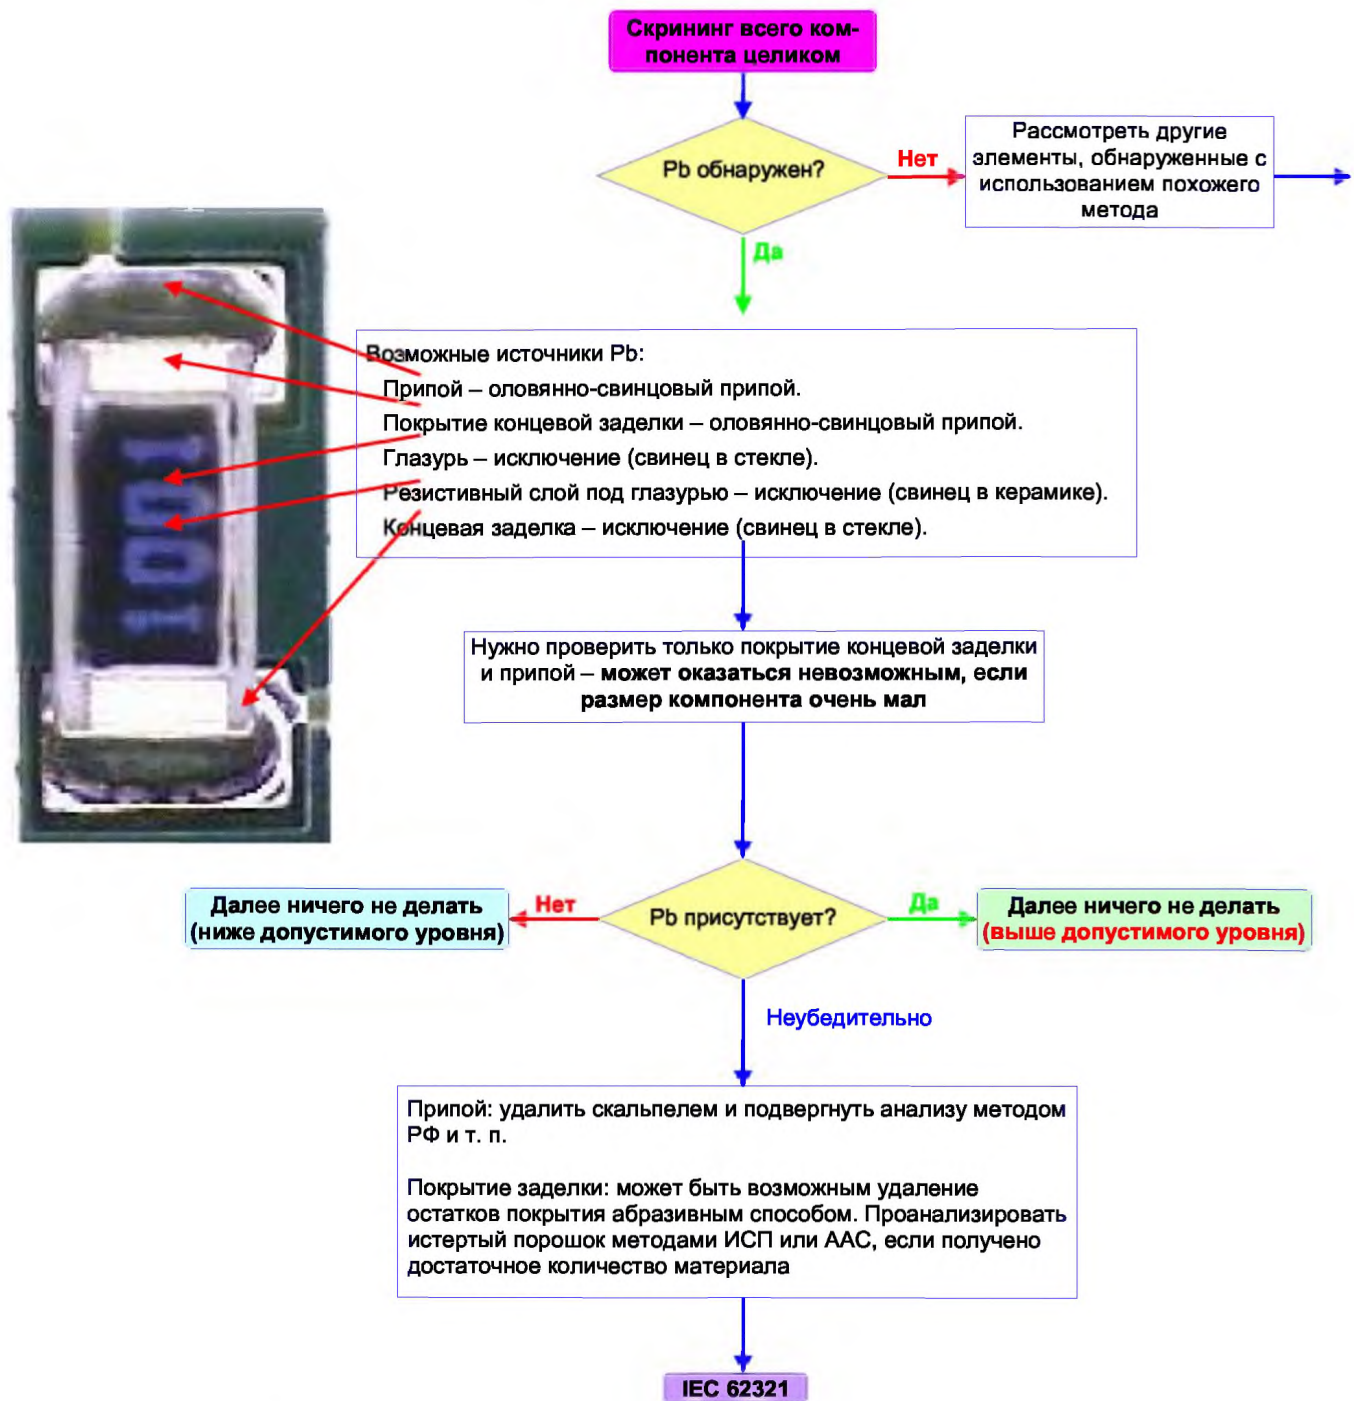 Скрининг всего ком-
понента целиком
Pb обнаружен?
Нет
Рассмотреть другие
элементы, обнаруженные с
использованием похожего
метода
Да
Возможные источники Pb:
Припой – оловянно-свинцовый припой.
Покрытие концевой заделки – оловянно-свинцовый припой.
Глазурь – исключение (свинец в стекле).
Резистивный слой под глазурью – исключение (свинец в керамике).
Концевая заделка – исключение (свинец в стекле).
1001
Нужно проверить только покрытие концевой заделки
и припой – может оказаться невозможным, если
размер компонента очень мал
Далее ничего не делать
(ниже допустимого уровня)
Нет
Pb присутствует?
Да
Далее ничего не делать
(выше допустимого уровня)
Неубедительно
Припой: удалить скальпелем и подвергнуть анализу методом
РФ и т. п.
Покрытие заделки: может быть возможным удаление
остатков покрытия абразивным способом. Проанализировать
истертый порошок методами ИСП или ААС, если получено
достаточное количество материала
IEC 62321